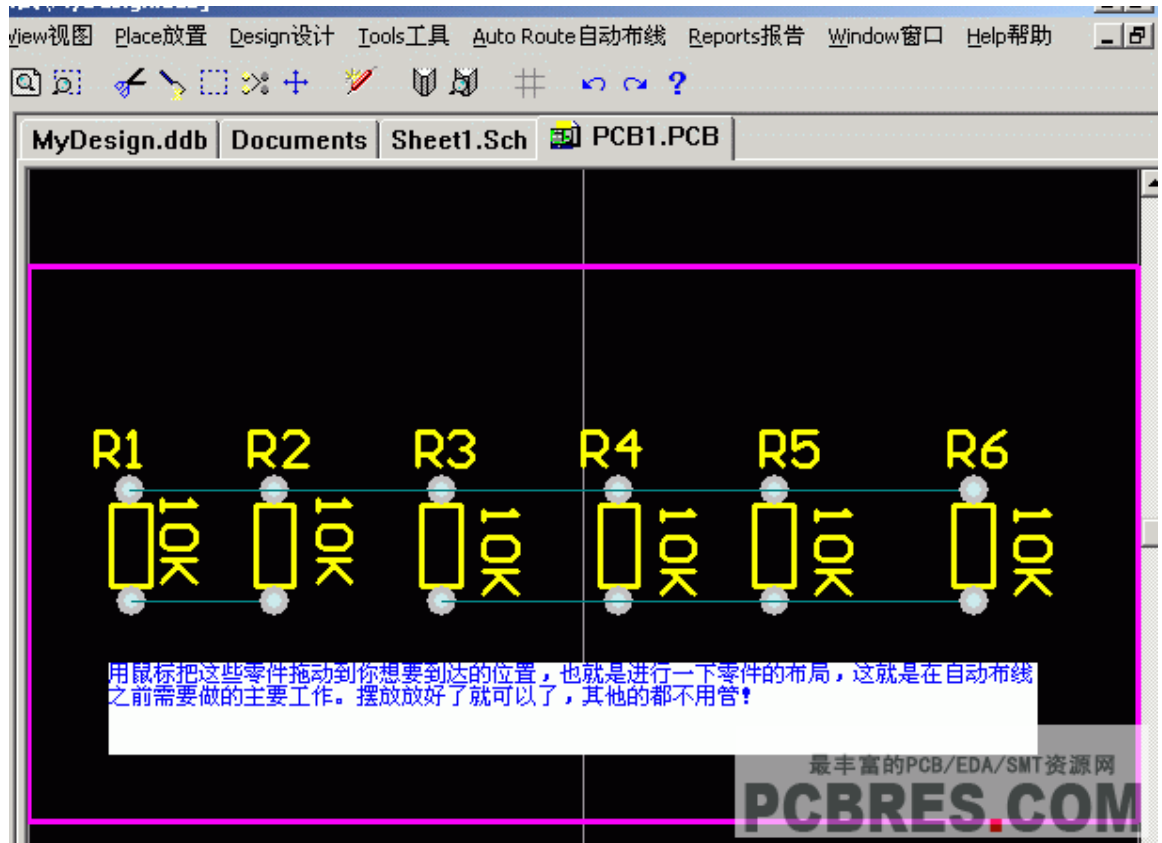 View视图 Place放置 Design设计 Tools工具 Auto Route自动布线 Reports报告 Window窗口 Help帮助
MyDesign.ddb Documents Sheet1.Sch PCB1.PCB
R1 R2 R3 R4 R5 R6
10K 10K 10K 10K 10K 10K
用鼠标把这些零件拖动到你想要到达的位置，也就是进行一下零件的布局，这就是在自动布线
之前需要做的主要工作。摆放放好了就可以了，其他的都不用管！
最丰富的PCB/EDA/SMT资源网
PCBRES.COM